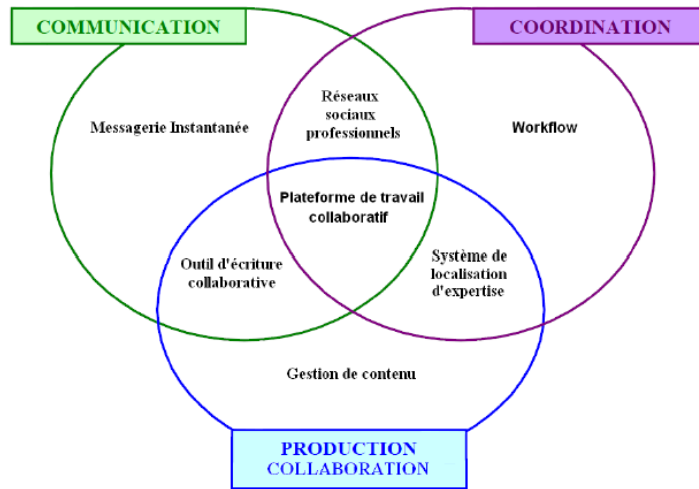 COMMUNICATION
COORDINATION
Réseaux
sociaux
professionnels
Messagerie Instantanée
Workflow
Plateforme de travail
collaboratif
Outil d'écriture
collaborative
Système de
localisation
d'expertise
Gestion de contenu
PRODUCTION
COLLABORATION